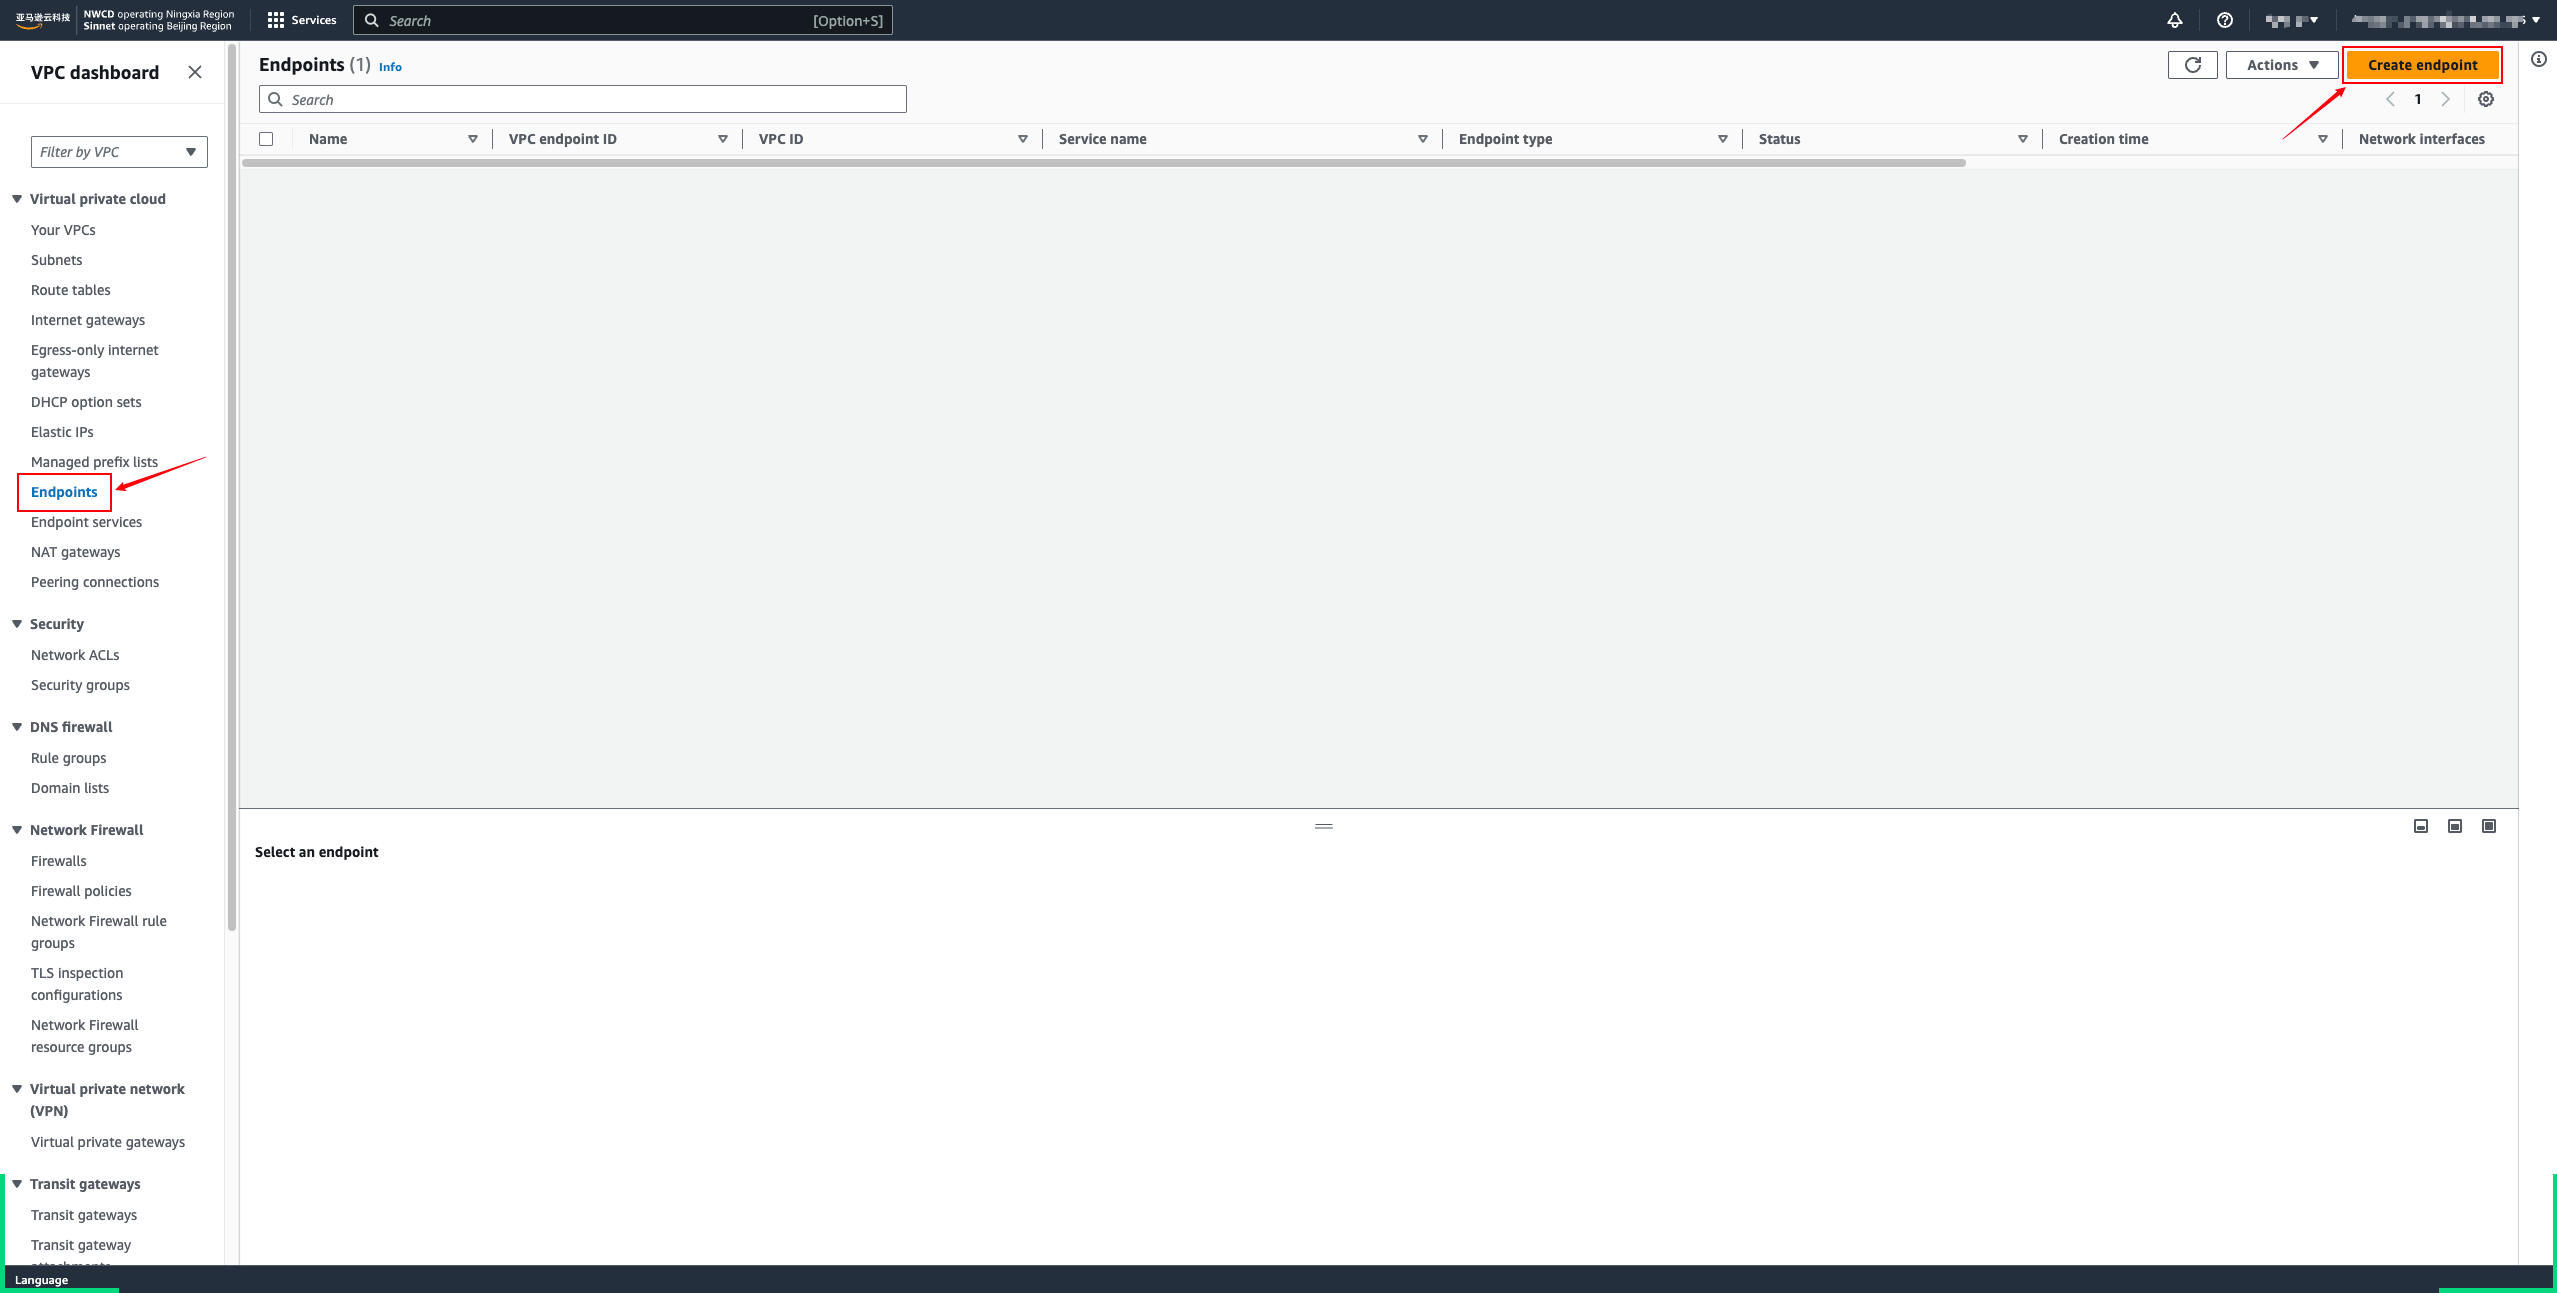 亚马逊云科技
NWCD operating Ningxia Region
Sinnet operating Beijing Region
Services
Search
[Option+S]
VPC dashboard
Filter by VPC
Virtual private cloud
Your VPCs
Subnets
Route tables
Internet gateways
Egress-only internet
gateways
DHCP option sets
Elastic IPs
Managed prefix lists
Endpoints
Endpoint services
NAT gateways
Peering connections
Security
Network ACLs
Security groups
DNS firewall
Rule groups
Domain lists
Network Firewall
Firewalls
Firewall policies
Network Firewall rule
groups
TLS inspection
configurations
Network Firewall
resource groups
Virtual private network
(VPN)
Virtual private gateways
Transit gateways
Transit gateways
Transit gateway
Endpoints (1) Info
Actions
Create endpoint
Search
1
Name
VPC endpoint ID
VPC ID
Service name
Endpoint type
Status
Creation time
Network interfaces
Select an endpoint
Language